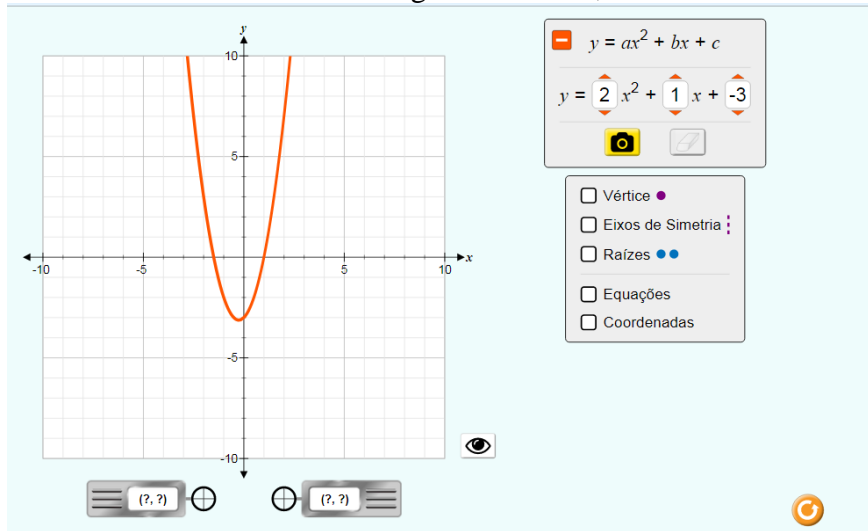 y
10
5
-10
-5
5
10
x
-5
-10
(?, ?)
(?, ?)
y = ax² + bx + c
y = 2 x² + 1 x + -3
Vértice
Eixos de Simetria
Raízes
Equações
Coordenadas